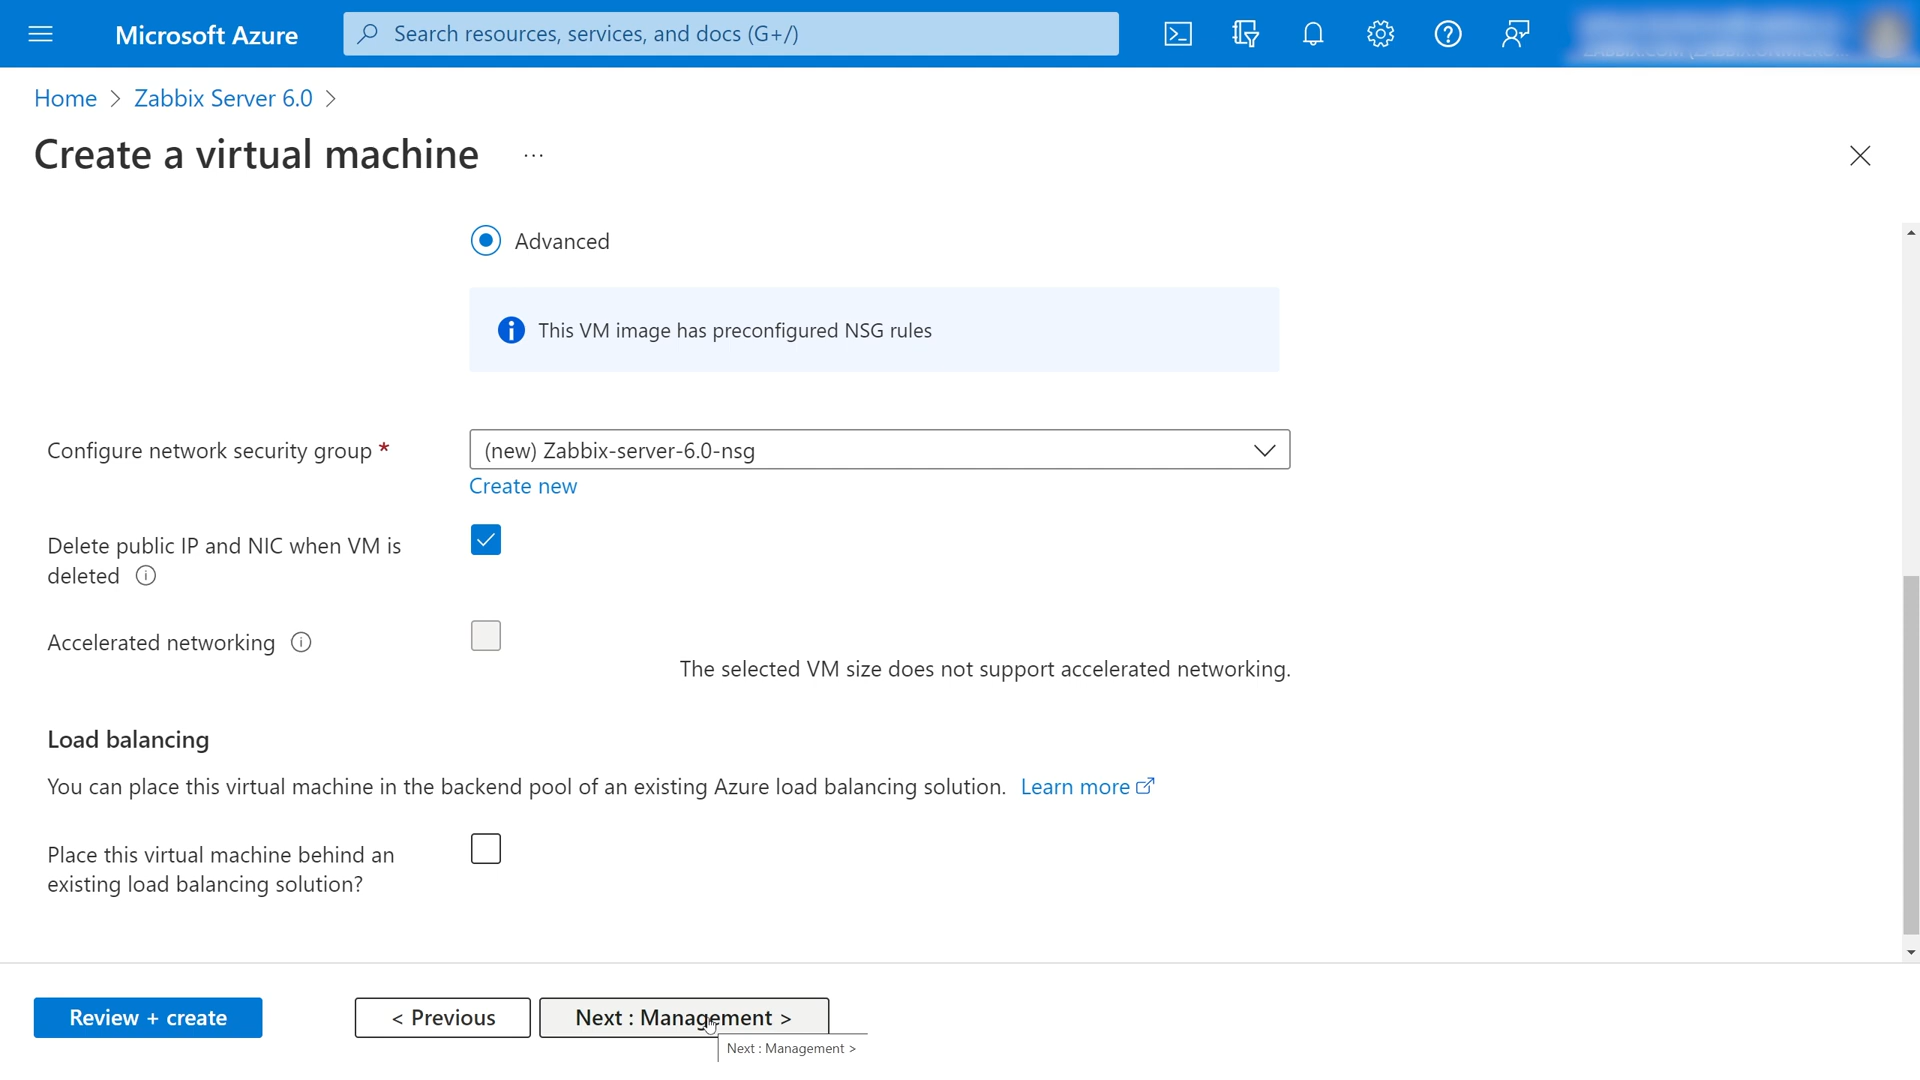 Microsoft Azure
Search resources, services, and docs (G+/)
Home > Zabbix Server 6.0 >
Create a virtual machine ...
Advanced
This VM image has preconfigured NSG rules
Configure network security group *
(new) Zabbix-server-6.0-nsg
Create new
Delete public IP and NIC when VM is
deleted
Accelerated networking
The selected VM size does not support accelerated networking.
Load balancing
You can place this virtual machine in the backend pool of an existing Azure load balancing solution. Learn more
Place this virtual machine behind an
existing load balancing solution?
Review + create
< Previous
Next : Management >
Next : Management >